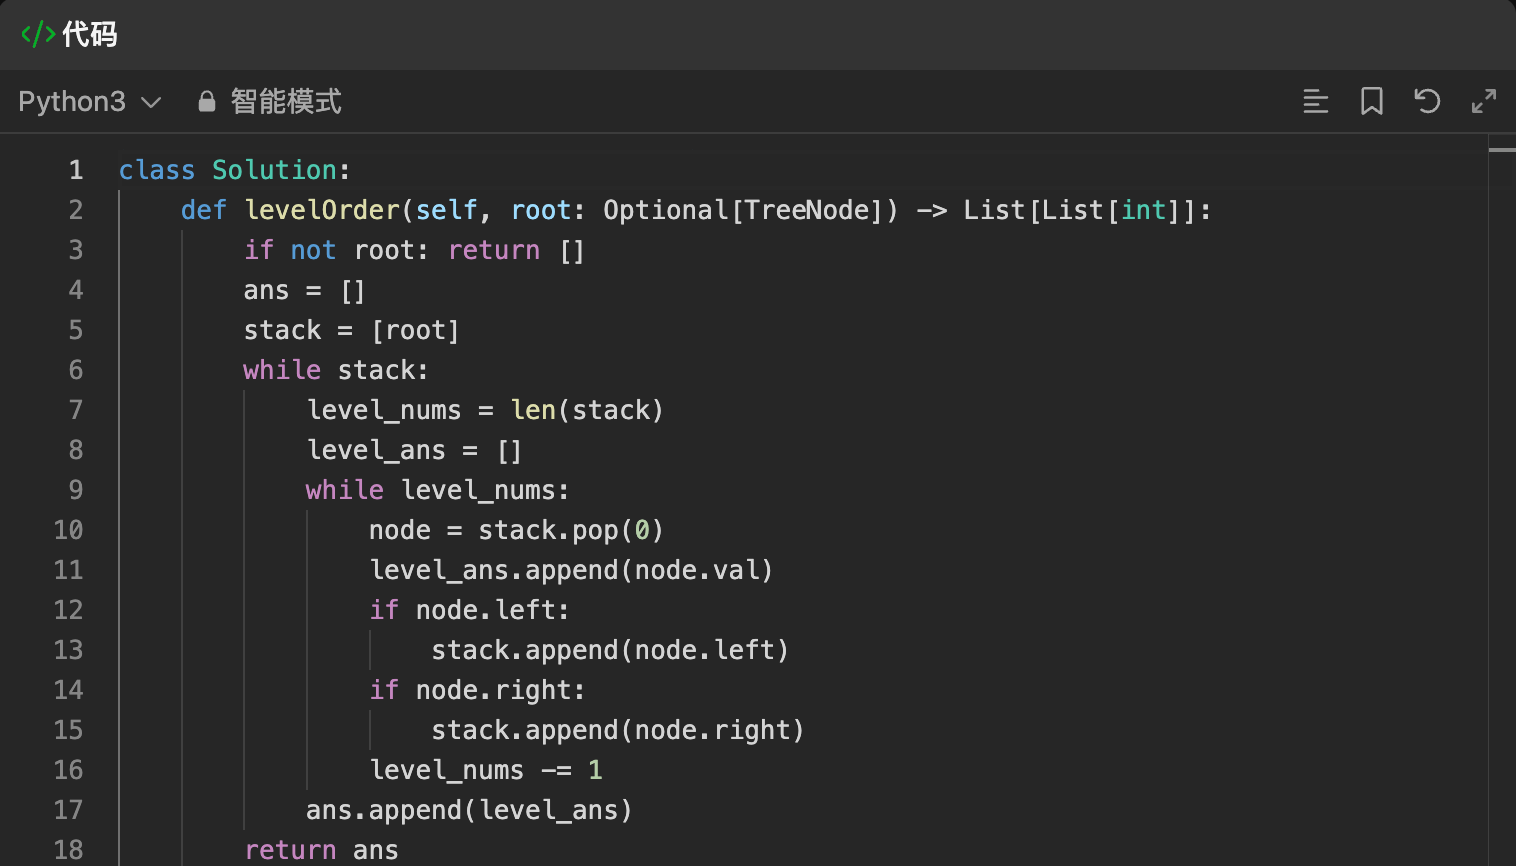 </> 代码
Python3 智能模式
1 class Solution:
2     def levelOrder(self, root: Optional[TreeNode]) -> List[List[int]]:
3         if not root: return []
4         ans = []
5         stack = [root]
6         while stack:
7             level_nums = len(stack)
8             level_ans = []
9             while level_nums:
10                 node = stack.pop(0)
11                 level_ans.append(node.val)
12                 if node.left:
13                     stack.append(node.left)
14                 if node.right:
15                     stack.append(node.right)
16                 level_nums -= 1
17             ans.append(level_ans)
18         return ans